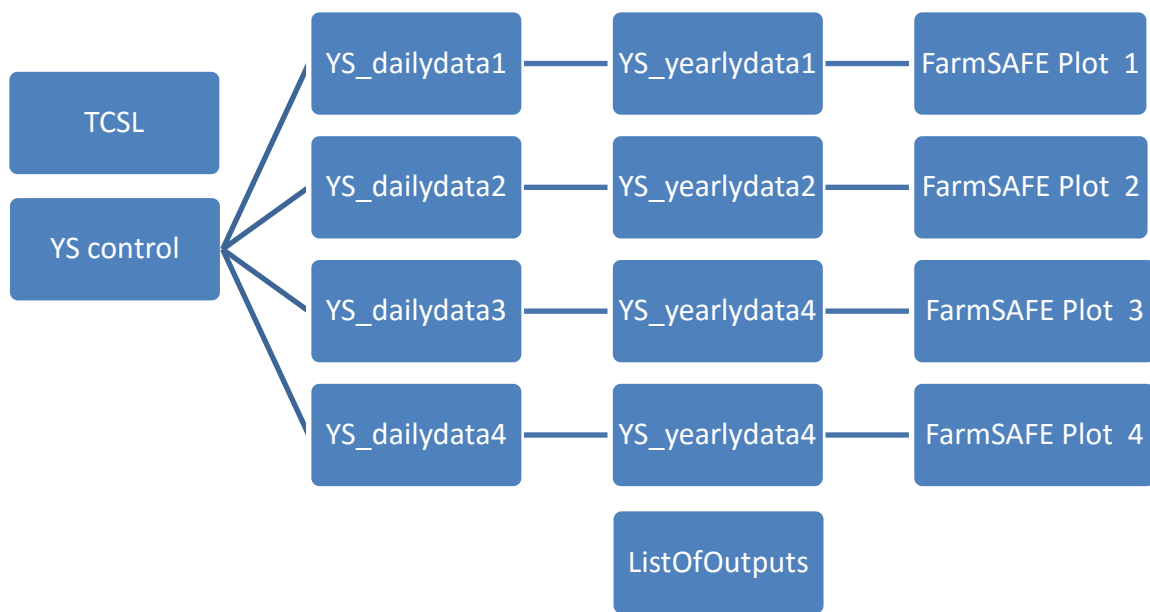 TCSL
YS control
YS_dailydata1
YS_yearlydata1
FarmSAFE Plot  1
YS_dailydata2
YS_yearlydata2
FarmSAFE Plot  2
YS_dailydata3
YS_yearlydata4
FarmSAFE Plot  3
YS_dailydata4
YS_yearlydata4
FarmSAFE Plot  4
ListOfOutputs